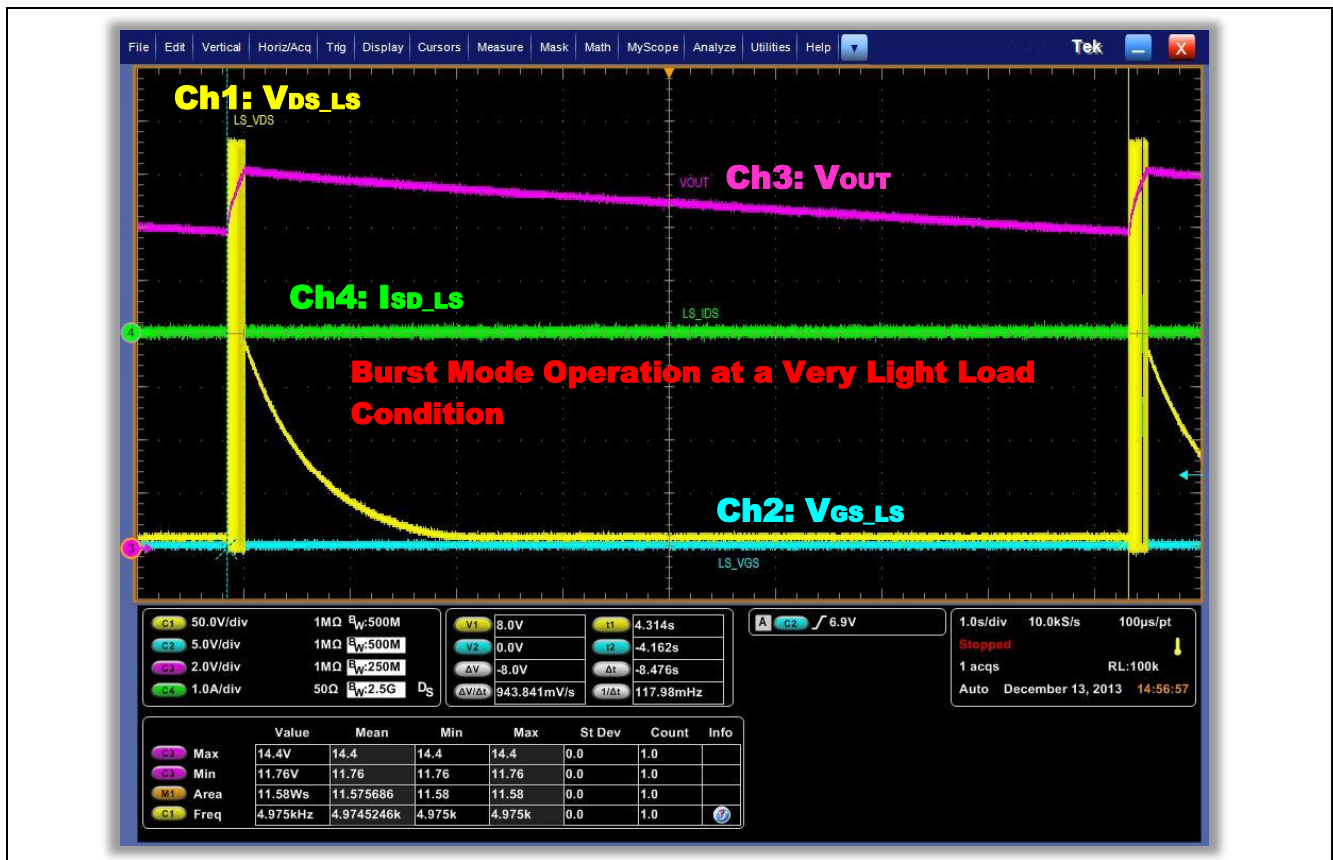 File Edit Vertical Horiz/Acq Trig Display Cursors Measure Mask Math MyScope Analyze Utilities Help Tek X
Ch1: VDS_LS
LS_VDS
VOUT
Ch3: VOUT
Ch4: ISD_LS
LS_IDS
4
Burst Mode Operation at a Very Light Load
Condition
Ch2: VGS_LS
3
LS_VGS
C1 50.0V/div 1MΩ BW:500M
C2 5.0V/div 1MΩ BW:500M
C3 2.0V/div 1MΩ BW:250M
C4 1.0A/div 50Ω BW:2.5G DS
V1 8.0V t1 4.314s
V2 0.0V t2 -4.162s
ΔV -8.0V Δt -8.476s
ΔV/Δt 943.841mV/s 1/Δt 117.98mHz
A C2 6.9V
1.0s/div 10.0kS/s 100µs/pt
Stopped
1 acqs RL:100k
Auto December 13, 2013 14:56:57
Value Mean Min Max St Dev Count Info
C3 Max 14.4V 14.4 14.4 14.4 0.0 1.0
C3 Min 11.76V 11.76 11.76 11.76 0.0 1.0
M1 Area 11.58Ws 11.575686 11.58 11.58 0.0 1.0
C1 Freq 4.975kHz 4.9745246k 4.975k 4.975k 0.0 1.0